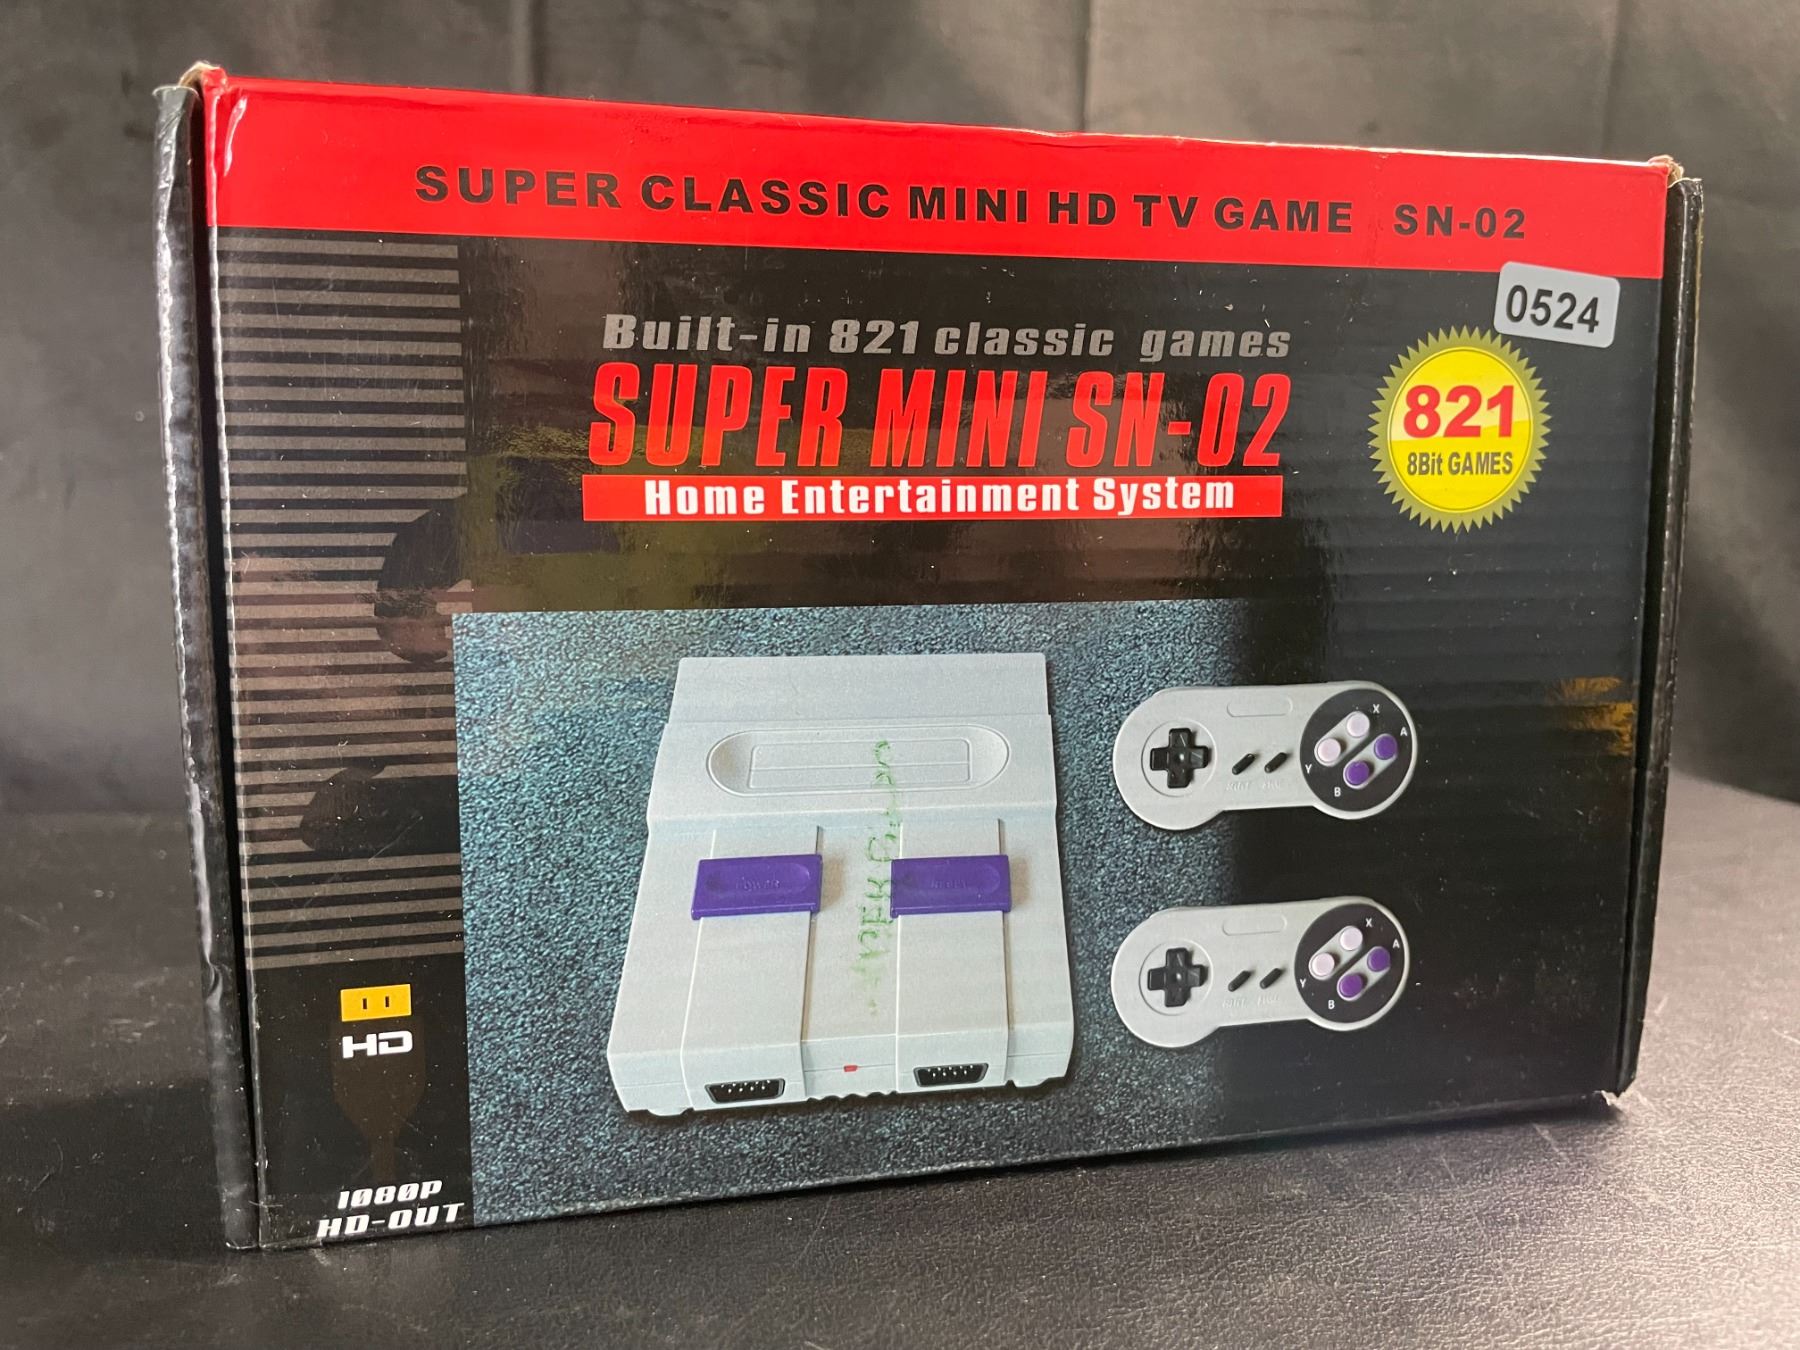 SUPER CLASSIC MINI HD TV GAME SN-02
0524
Built-in 821 classic games
SUPER MINI SN-02
Home Entertainment System
821
8Bit GAMES
X
A
Y
B
X
A
Y
B
HD
1080P
HD-OUT